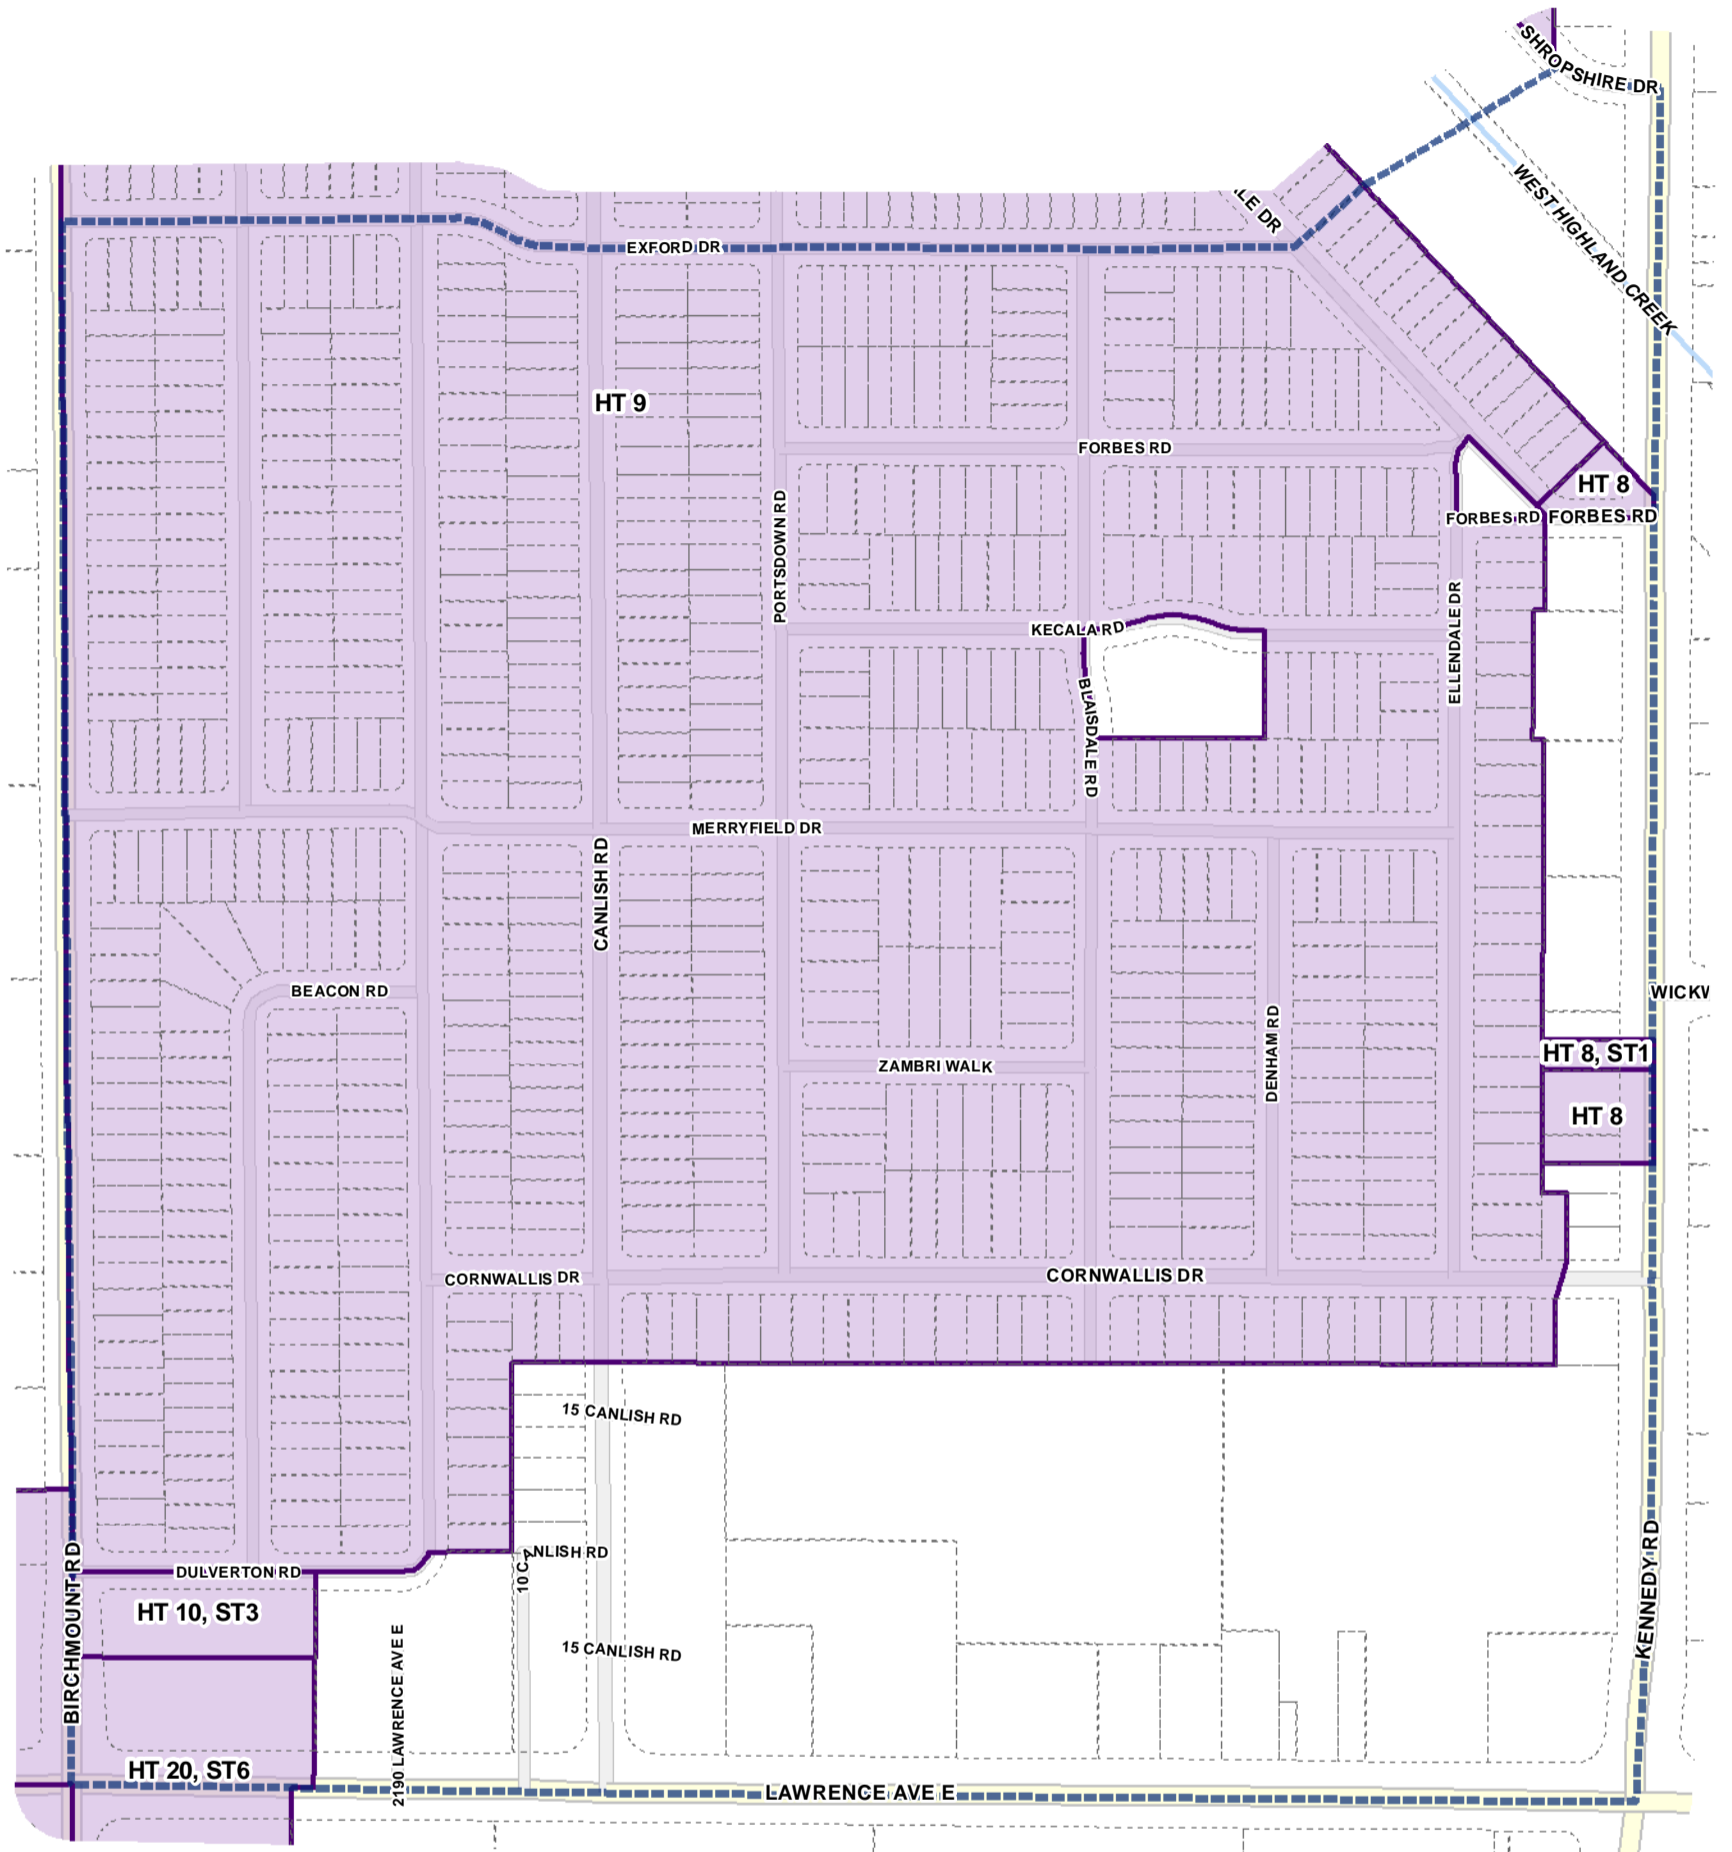 SHROPSHIRE DR
WEST HIGHLAND CREEK
LE DR
EXFORD DR
HT 9
FORBES RD
HT 8
FORBES RD
FORBES RD
PORTSDOWN RD
ELLENDALE DR
KECALA RD
BLAISDALE RD
MERRYFIELD DR
CANLISH RD
BEACON RD
WICKW
DENHAM RD
HT 8, ST1
ZAMBRI WALK
HT 8
CORNWALLIS DR
CORNWALLIS DR
15 CANLISH RD
10 CANLISH RD
DULVERTON RD
HT 10, ST3
BIRCHMOUNT RD
2190 LAWRENCE AVE E
15 CANLISH RD
KENNEDY RD
HT 20, ST6
LAWRENCE AVE E